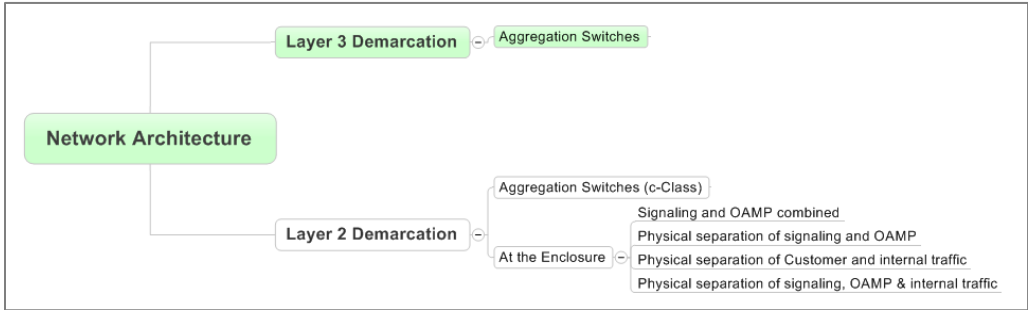 Layer 3 Demarcation
Aggregation Switches
Network Architecture
Layer 2 Demarcation
Aggregation Switches (c-Class)
At the Enclosure
Signaling and OAMP combined
Physical separation of signaling and OAMP
Physical separation of Customer and internal traffic
Physical separation of signaling, OAMP & internal traffic